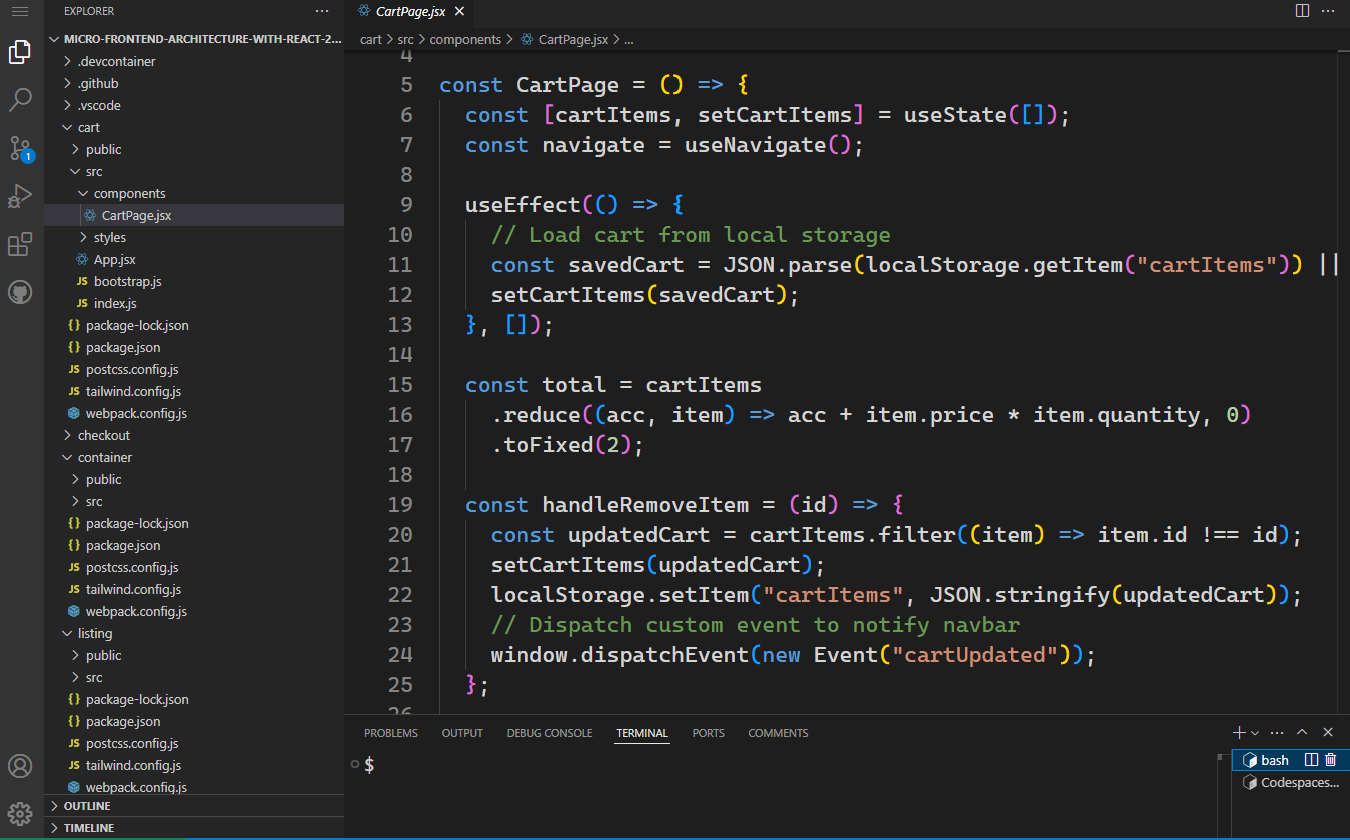 EXPLORER
MICRO-FRONTEND-ARCHITECTURE-WITH-REACT-2...
.devcontainer
.github
.vscode
cart
public
src
components
CartPage.jsx
styles
App.jsx
JS bootstrap.js
JS index.js
{} package-lock.json
{} package.json
JS postcss.config.js
JS tailwind.config.js
webpack.config.js
checkout
container
public
src
{} package-lock.json
{} package.json
JS postcss.config.js
JS tailwind.config.js
webpack.config.js
listing
public
src
{} package-lock.json
{} package.json
JS postcss.config.js
JS tailwind.config.js
webpack.config.js
OUTLINE
TIMELINE
1
CartPage.jsx
cart > src > components > CartPage.jsx > ...
4
5 const CartPage = () => {
6 const [cartItems, setCartItems] = useState([]);
7 const navigate = useNavigate();
8
9 useEffect(() => {
10 // Load cart from local storage
11 const savedCart = JSON.parse(localStorage.getItem("cartItems")) ||
12 setCartItems(savedCart);
13 }, []);
14
15 const total = cartItems
16 .reduce((acc, item) => acc + item.price * item.quantity, 0)
17 .toFixed(2);
18
19 const handleRemoveItem = (id) => {
20 const updatedCart = cartItems.filter((item) => item.id !== id);
21 setCartItems(updatedCart);
22 localStorage.setItem("cartItems", JSON.stringify(updatedCart));
23 // Dispatch custom event to notify navbar
24 window.dispatchEvent(new Event("cartUpdated"));
25 };
26
PROBLEMS OUTPUT DEBUG CONSOLE TERMINAL PORTS COMMENTS
$
bash
Codespaces...